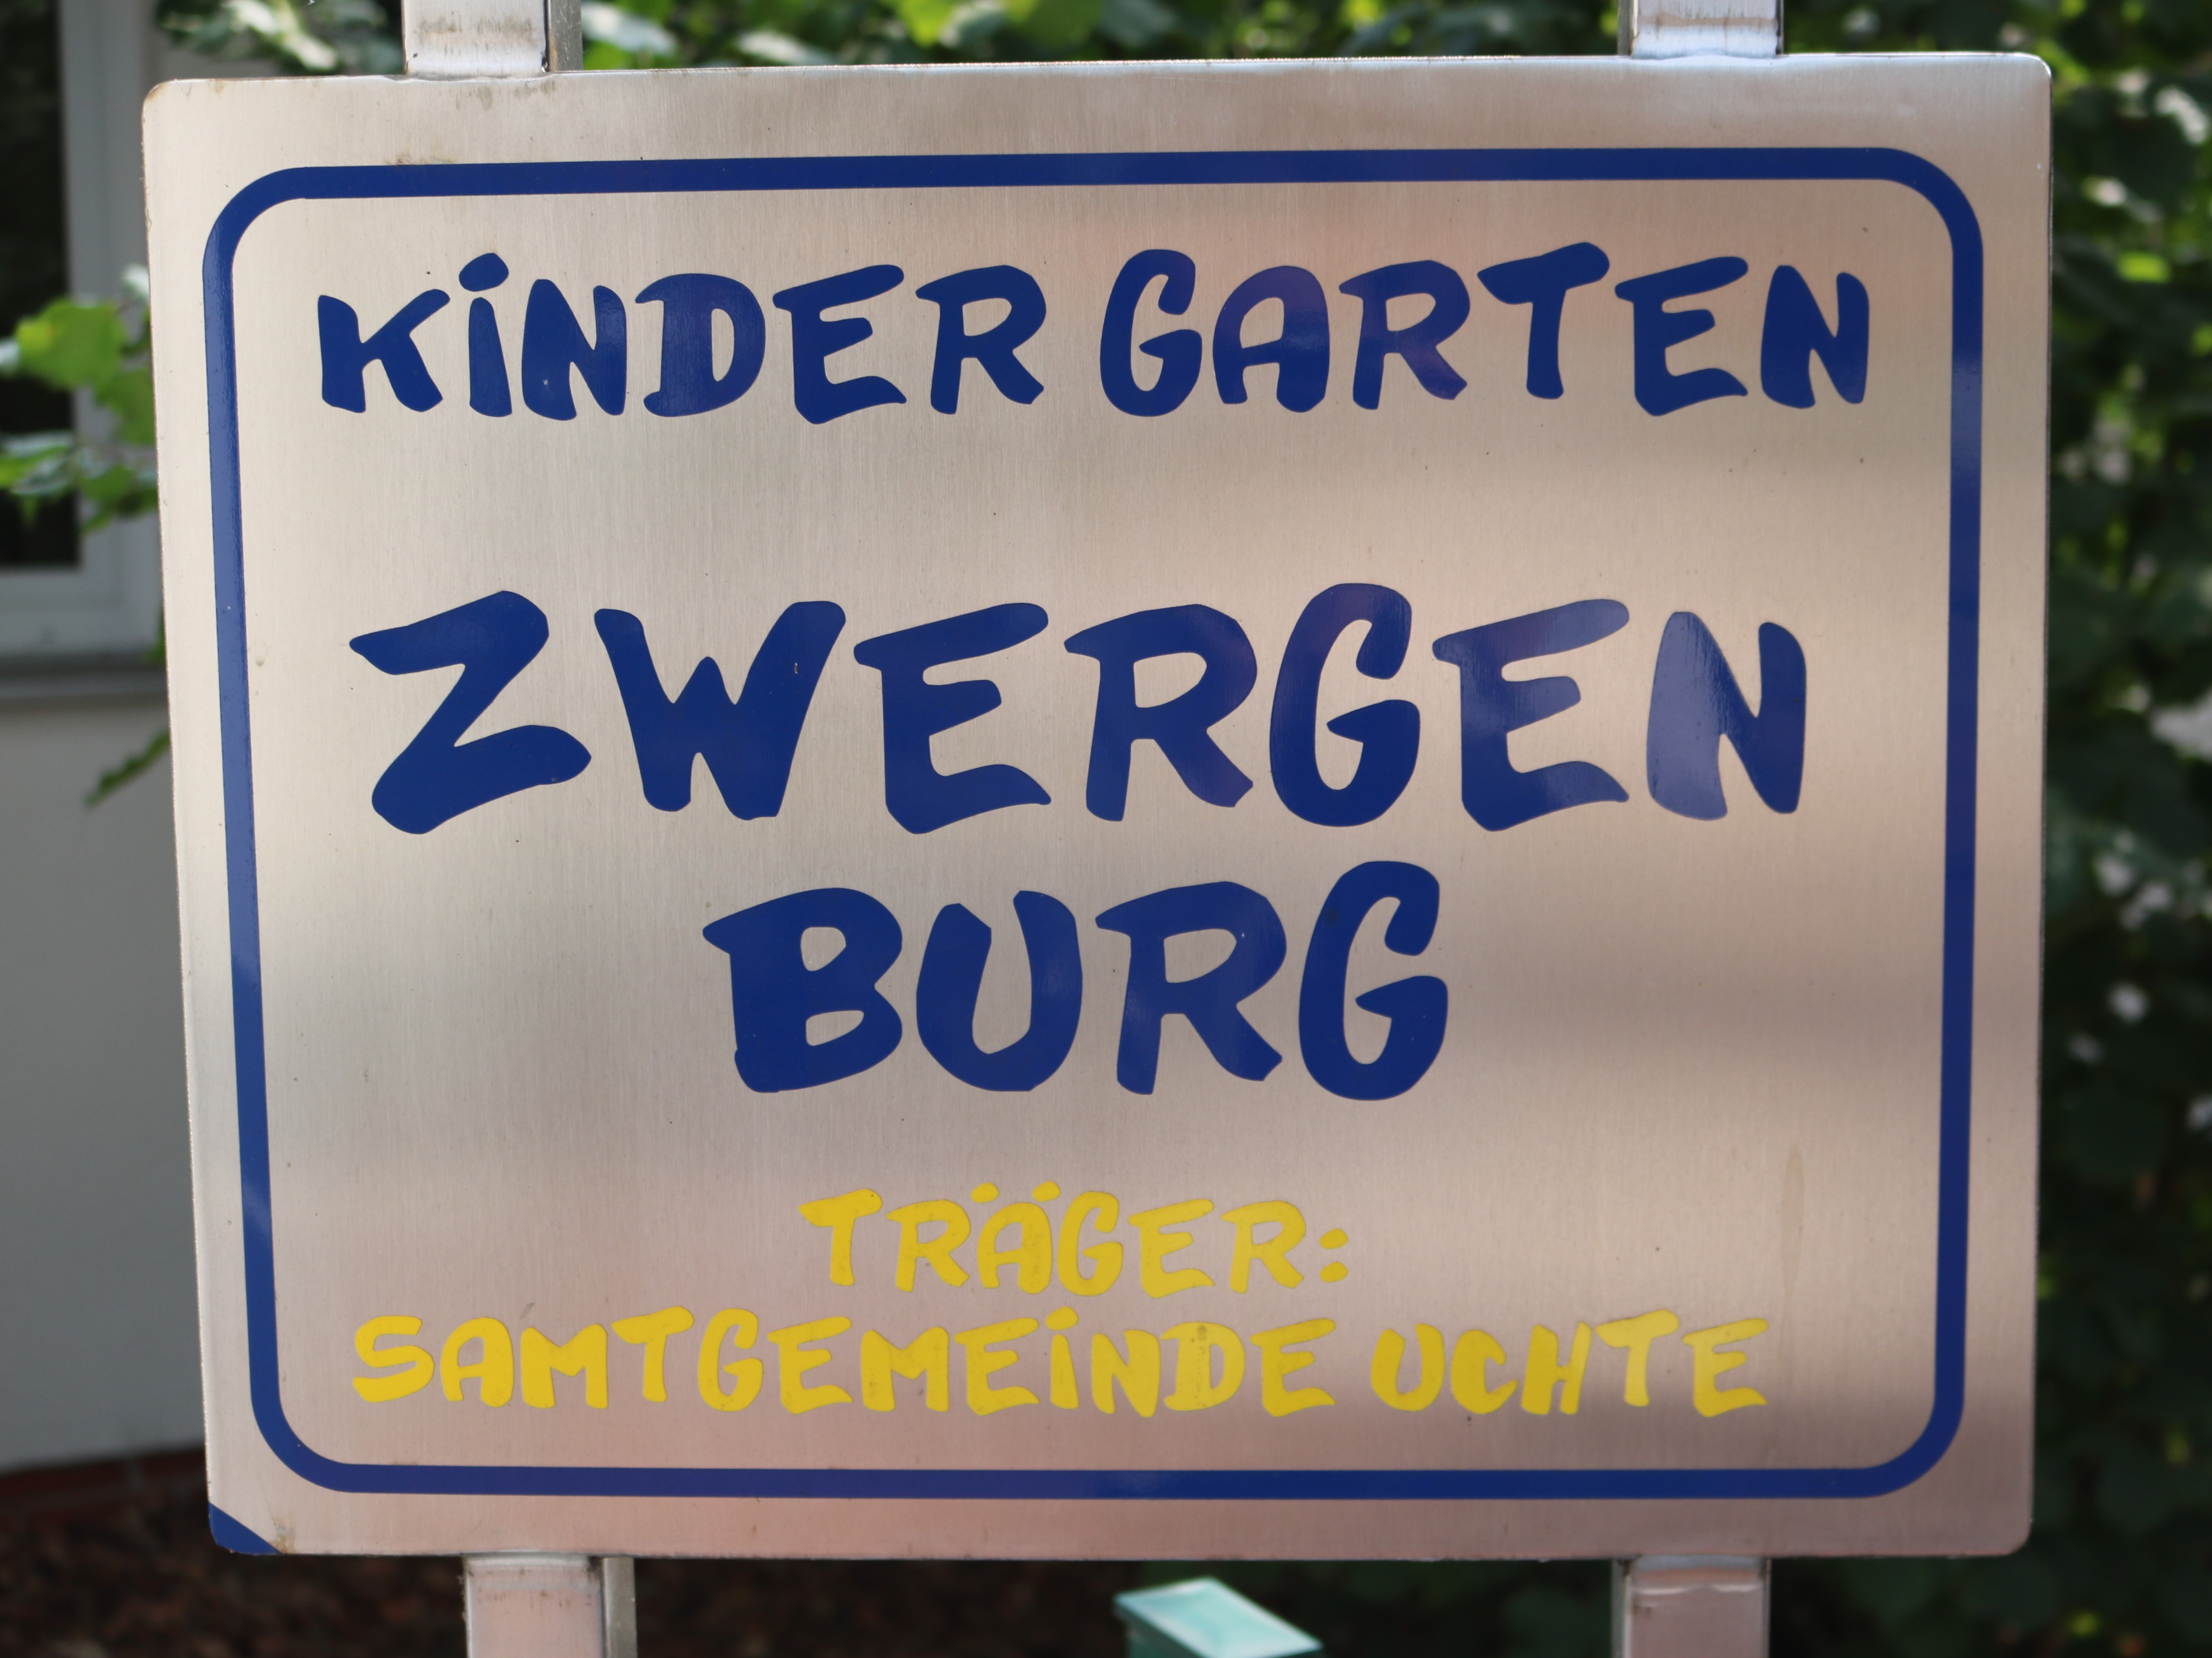 KINDER GARTEN
ZWERGEN
BURG
TRÄGER:
SAMTGEMEINDE UCHTE